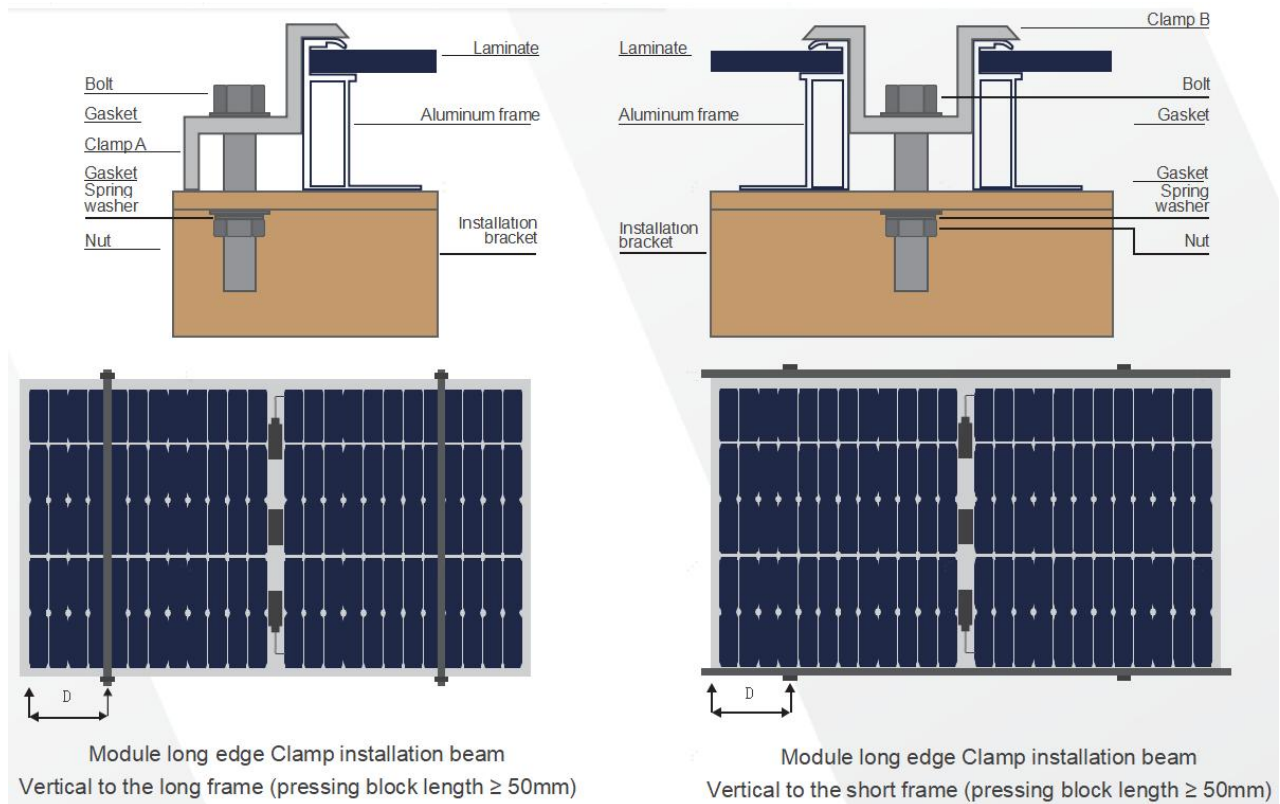 Laminate
Bolt
Gasket
Clamp A
Aluminum frame
Gasket
Spring
washer
Nut
Installation
bracket
Clamp B
Laminate
Bolt
Aluminum frame
Gasket
Gasket
Spring
washer
Installation
bracket
Nut
D
Module long edge Clamp installation beam
Vertical to the long frame (pressing block length ≥ 50mm)
D
Module long edge Clamp installation beam
Vertical to the short frame (pressing block length ≥ 50mm)